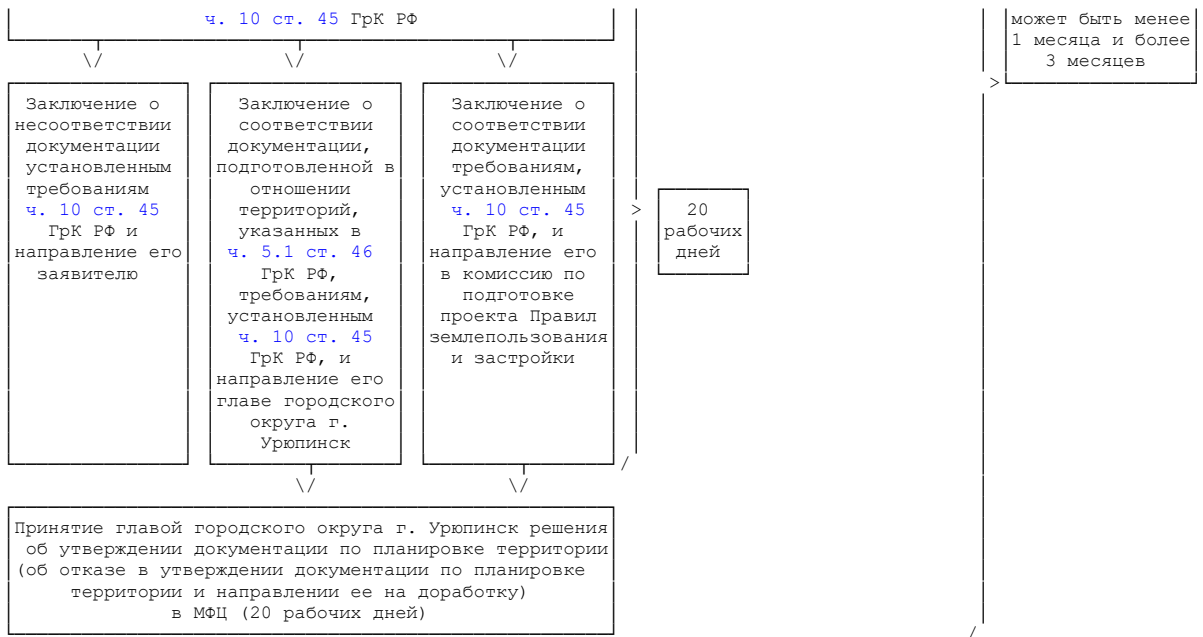 ч. 10 ст. 45 ГрК РФ
может быть менее
1 месяца и более
3 месяцев
Заключение о
несоответствии
документации
установленным
требованиям
ч. 10 ст. 45
ГрК РФ и
направление его
заявителю
Заключение о
соответствии
документации,
подготовленной в
отношении
территорий,
указанных в
ч. 5.1 ст. 46
ГрК РФ,
требованиям,
установленным
ч. 10 ст. 45
ГрК РФ, и
направление его
главе городского
округа г.
Урюпинск
Заключение о
соответствии
документации
требованиям,
установленным
ч. 10 ст. 45
ГрК РФ, и
направление его
в комиссию по
подготовке
проекта Правил
землепользования
и застройки
20
рабочих
дней
Принятие главой городского округа г. Урюпинск решения
об утверждении документации по планировке территории
(об отказе в утверждении документации по планировке
территории и направлении ее на доработку)
в МФЦ (20 рабочих дней)